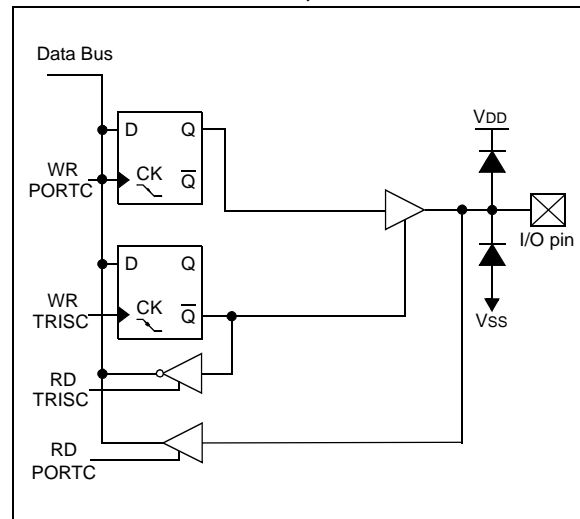 Data Bus
D Q
VDD
WR
PORTC
CK
Q
I/O pin
D Q
WR
TRISC
CK
Q
VSS
RD
TRISC
RD
PORTC